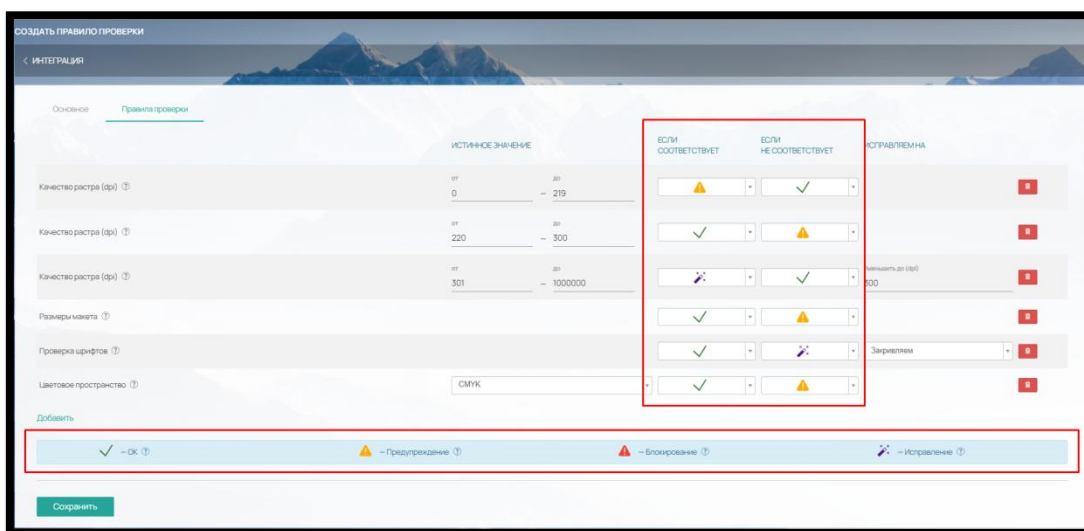 СОЗДАТЬ ПРАВИЛО ПРОВЕРКИ
< ИНТЕГРАЦИЯ
Основное Правила проверки
ИСТИННОЕ ЗНАЧЕНИЕ ЕСЛИ СООТВЕТСТВУЕТ ЕСЛИ НЕ СООТВЕТСТВУЕТ ИСПРАВЛЯЕМ НА
от до
Качество растра (dpi) 0 – 219
от до
Качество растра (dpi) 220 – 300
от до Уменьшить до (dpi)
Качество растра (dpi) 301 – 1000000 300
Размеры макета
Проверка шрифтов Закривляем
Цветовое пространство CMYK
Добавить
– OK – Предупреждение – Блокирование – Исправление
Сохранить